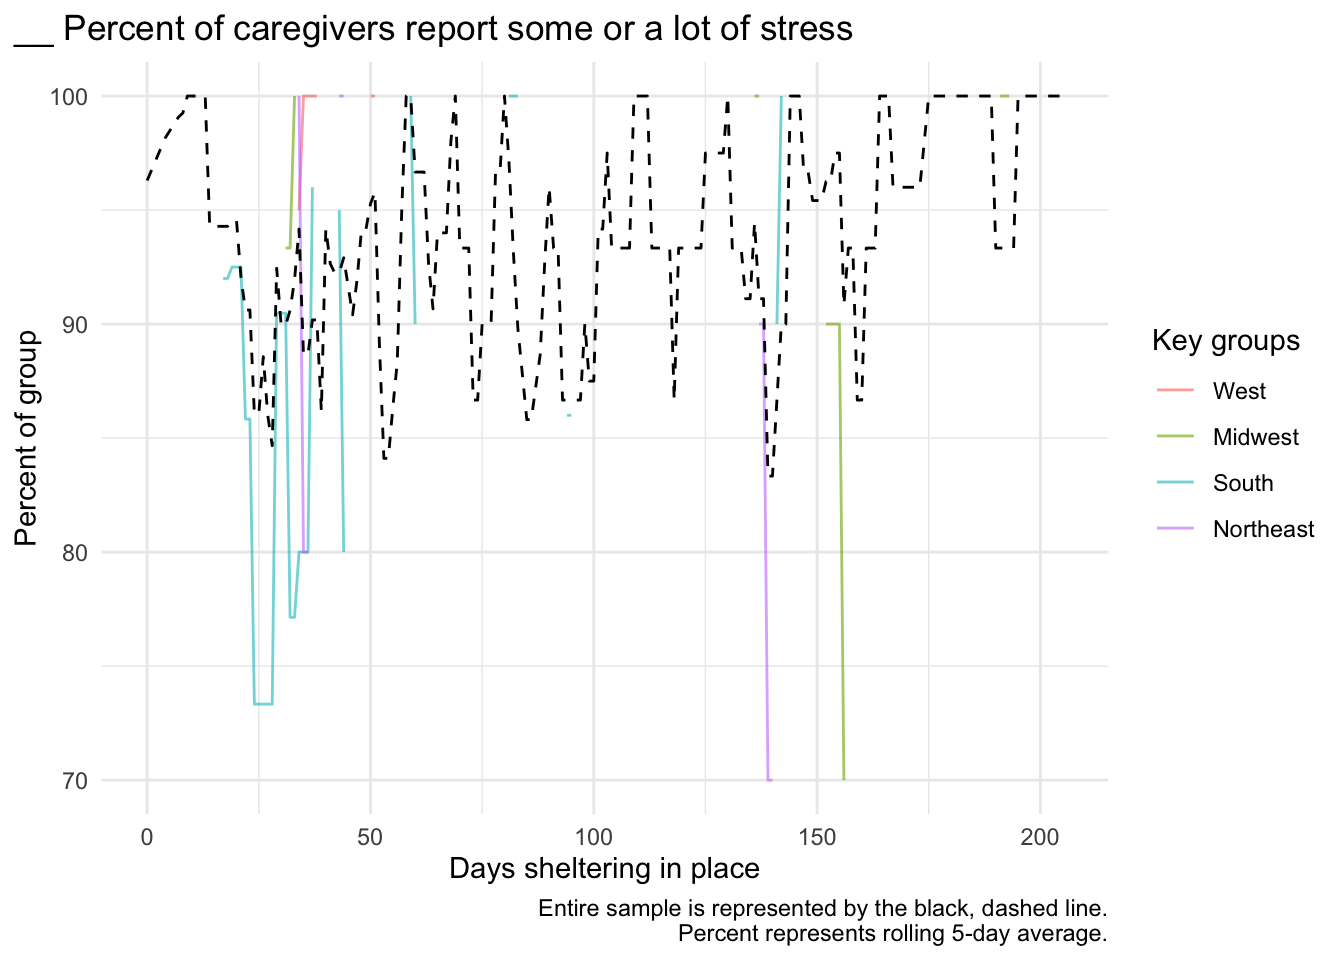 __ Percent of caregivers report some or a lot of stress
100
90
80
70
Percent of group
0 50 100 150 200
Days sheltering in place
Key groups
West
Midwest
South
Northeast
Entire sample is represented by the black, dashed line.
Percent represents rolling 5-day average.